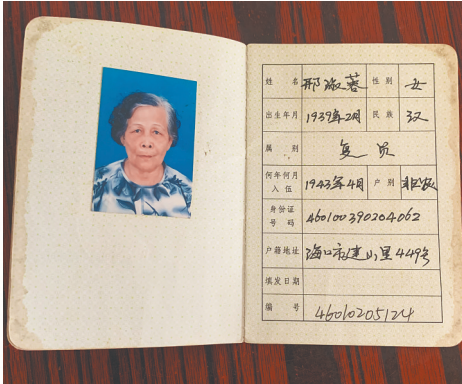 姓 名 邢淑蓉 性 别 女
出生年月 1939年2月 民 族 汉
属 别 复员
何年何月 1943年4月 户 别 非农
入 伍
身份证 460100390204062
号 码
户籍地址 海口市建山里449号
填发日期
编 号 46010205124